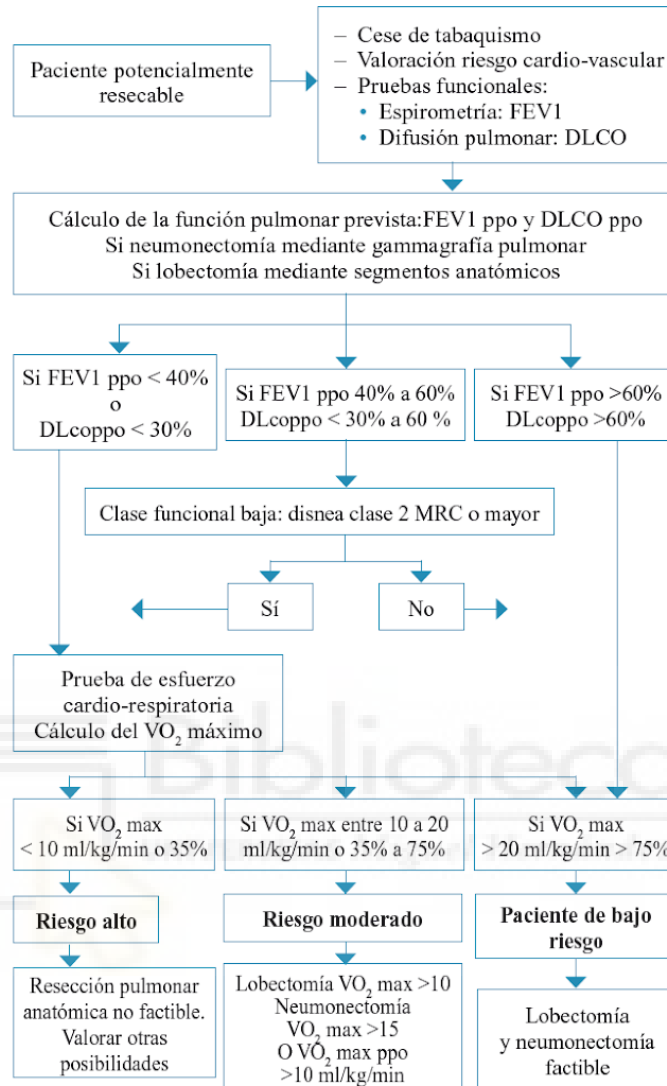 Paciente potencialmente
resecable
– Cese de tabaquismo
– Valoración riesgo cardio-vascular
– Pruebas funcionales:
• Espirometría: FEV1
• Difusión pulmonar: DLCO
Cálculo de la función pulmonar prevista:FEV1 ppo y DLCO ppo
Si neumonectomía mediante gammagrafía pulmonar
Si lobectomía mediante segmentos anatómicos
Si FEV1 ppo < 40%
o
DLcoppo < 30%
Si FEV1 ppo 40% a 60%
DLcoppo < 30% a 60 %
Si FEV1 ppo >60%
DLcoppo >60%
Clase funcional baja: disnea clase 2 MRC o mayor
Sí
No
Prueba de esfuerzo
cardio-respiratoria
Cálculo del VO₂ máximo
Biblioteca
Si VO₂ max
< 10 ml/kg/min o 35%
Si VO₂ max entre 10 a 20
ml/kg/min o 35% a 75%
Si VO₂ max
> 20 ml/kg/min > 75%
Riesgo alto
Riesgo moderado
Paciente de bajo
riesgo
Resección pulmonar
anatómica no factible.
Valorar otras
posibilidades
Lobectomía VO₂ max >10
Neumonectomía
VO₂ max >15
O VO₂ max ppo
>10 ml/kg/min
Lobectomía
y neumonectomía
factible